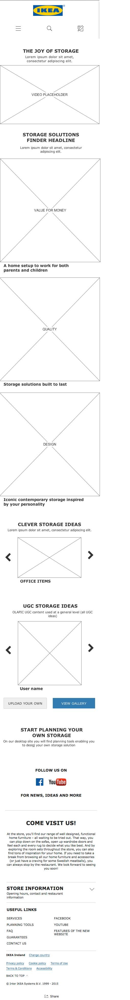 IKEA®
THE JOY OF STORAGE
Lorem ipsum dolor sit amet,
consectetur adipiscing elit.
VIDEO PLACEHOLDER
STORAGE SOLUTIONS
FINDER HEADLINE
Lorem ipsum dolor sit amet, consectetur
adipiscing elit.
VALUE FOR MONEY
A home setup to work for both
parents and children
QUALITY
Storage solutions built to last
DESIGN
Iconic contemporary storage inspired
by your personality
CLEVER STORAGE IDEAS
Lorem ipsum dolor sit amet, consectetur adipiscing elit.
OFFICE ITEMS
UGC STORAGE IDEAS
OLAPIC UGC content used at a general level (all UGC
ideas)
User name
UPLOAD YOUR OWN
VIEW GALLERY
START PLANNING YOUR
OWN STORAGE
On our desktop site you will find planning tools enabling you
to desigj your own storage solution
FOLLOW US ON
f
YouTube
FOR NEWS, IDEAS AND MORE
COME VISIT US!
At the store, you'll find our range of well designed, functional
home furniture – all waiting to be tried out. That way, you
can plop down on the sofas, open up wardrobe doors and
feel each and every rug to decide what you like best. And by
exploring the room sets throughout the store, you can also
find tons of inspiration for your home. If you need to take a
break from browsing all our home furniture and accessories
(or just have a craving for some Swedish meatballs), you
can always stop by the restaurant. We look forward to seeing
you soon!
STORE INFORMATION
Opening hours, contact and restaurant
information
USEFUL LINKS
SERVICES
PLANNING TOOLS
FAQ
GUARANTEES
CONTACT US
FACEBOOK
YOUTUBE
FEATURES OF THE NEW
WEBSITE
IKEA Ireland Change country
Privacy policy Cookie policy Terms of Use
Terms & Conditions Accessibility
BACK TO TOP
© Inter IKEA Systems B.V. 1999 - 2015
Share